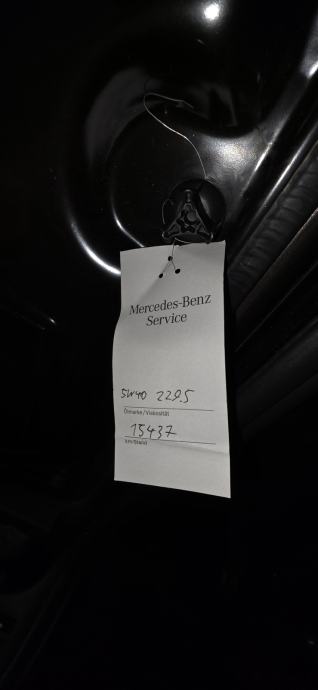 Mercedes-Benz
Service
5W40 229.5
Ölmarke/Viskosität
15437
km-Stand